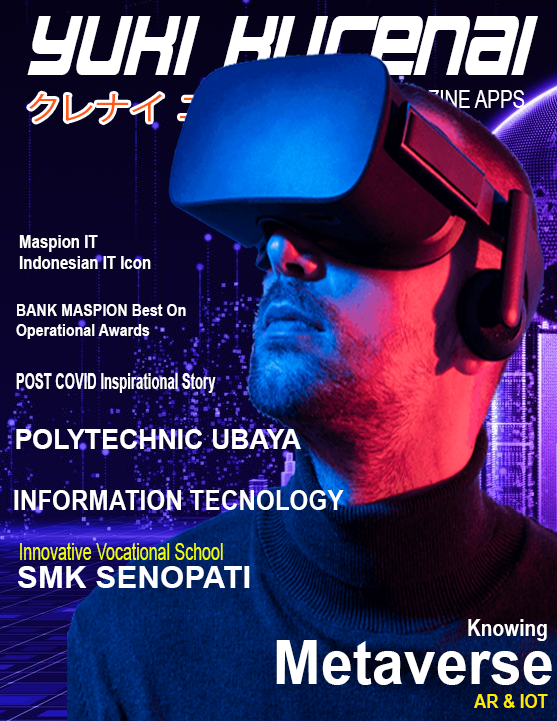 YUKI KURENAI
クレナイ
ZINE APPS
Maspion IT
Indonesian IT Icon
BANK MASPION Best On
Operational Awards
POST COVID Inspirational Story
POLYTECHNIC UBAYA
INFORMATION TECNOLOGY
Innovative Vocational School
SMK SENOPATI
Knowing
Metaverse
AR & IOT